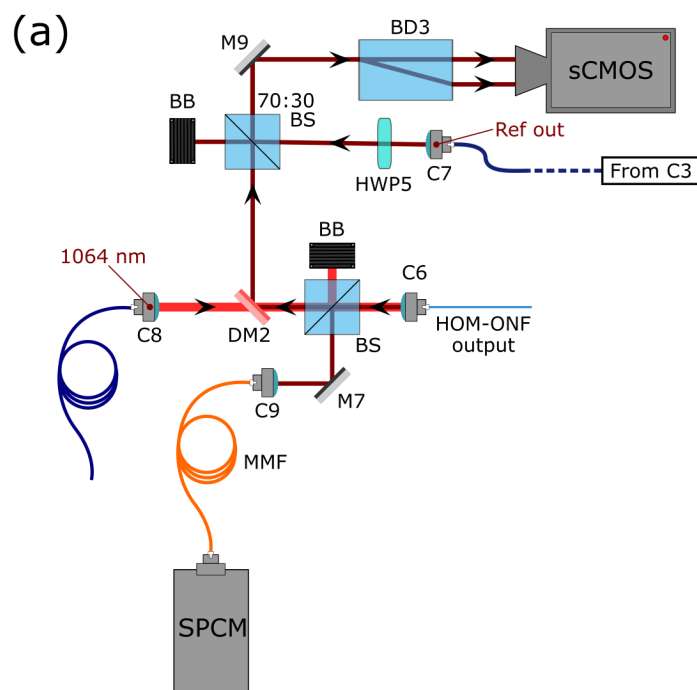 (a)
M9
BD3
sCMOS
BB
70:30
BS
Ref out
HWP5
C7
From C3
BB
1064 nm
C6
C8
DM2
BS
HOM-ONF
output
C9
M7
MMF
SPCM